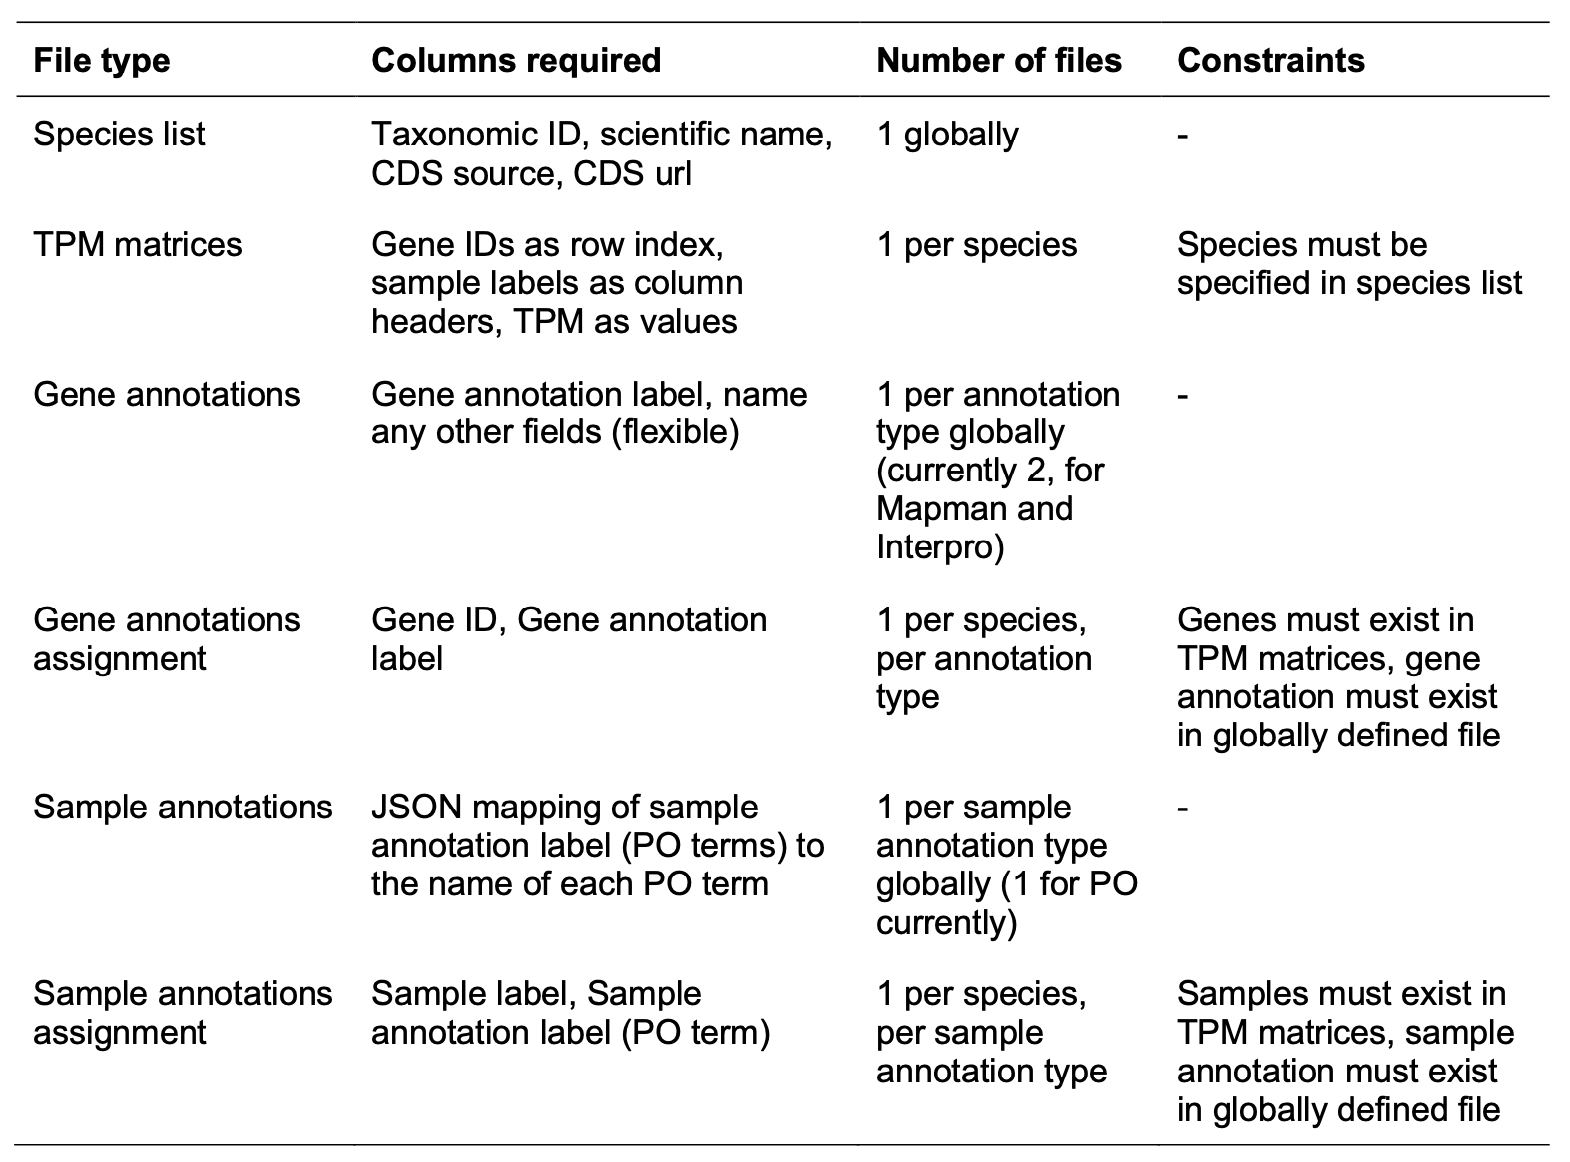 File type
Columns required
Number of files
Constraints
Species list
Taxonomic ID, scientific name,
CDS source, CDS url
1 globally
-
TPM matrices
Gene IDs as row index,
sample labels as column
headers, TPM as values
1 per species
Species must be
specified in species list
Gene annotations
Gene annotation label, name
any other fields (flexible)
1 per annotation
type globally
(currently 2, for
Mapman and
Interpro)
-
Gene annotations
assignment
Gene ID, Gene annotation
label
1 per species,
per annotation
type
Genes must exist in
TPM matrices, gene
annotation must exist
in globally defined file
Sample annotations
JSON mapping of sample
annotation label (PO terms) to
the name of each PO term
1 per sample
annotation type
globally (1 for PO
currently)
-
Sample annotations
assignment
Sample label, Sample
annotation label (PO term)
1 per species,
per sample
annotation type
Samples must exist in
TPM matrices, sample
annotation must exist
in globally defined file